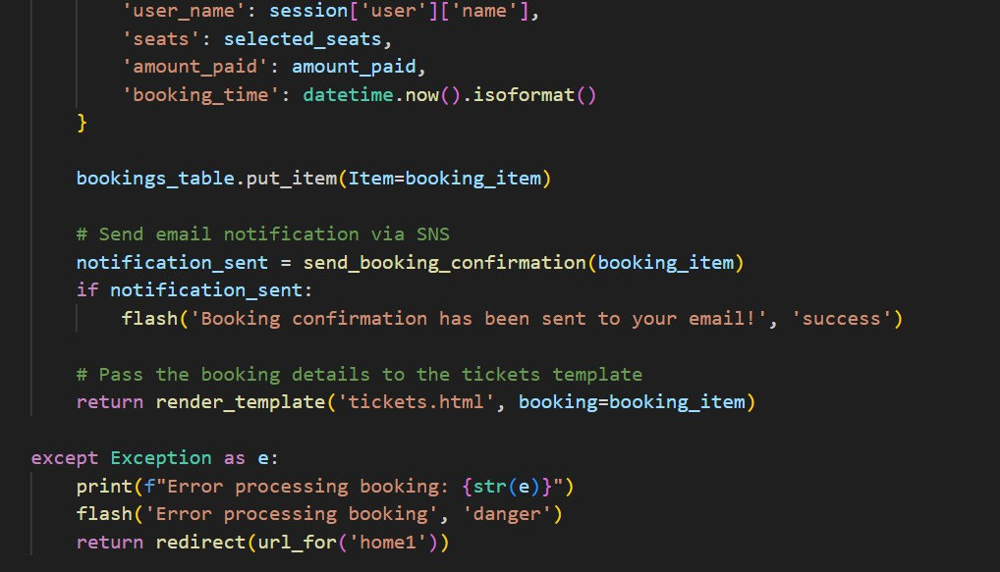 'user_name': session['user']['name'],
'seats': selected_seats,
'amount_paid': amount_paid,
'booking_time': datetime.now().isoformat()
}
bookings_table.put_item(Item=booking_item)
# Send email notification via SNS
notification_sent = send_booking_confirmation(booking_item)
if notification_sent:
flash('Booking confirmation has been sent to your email!', 'success')
# Pass the booking details to the tickets template
return render_template('tickets.html', booking=booking_item)
except Exception as e:
print(f"Error processing booking: {str(e)}")
flash('Error processing booking', 'danger')
return redirect(url_for('home1'))